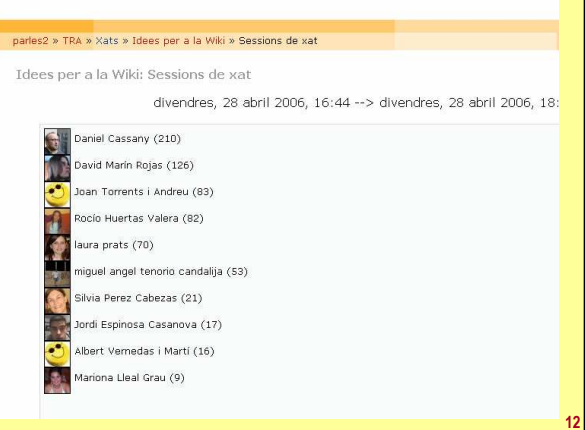 parles2 » TRA » Xats » Idees per a la Wiki » Sessions de xat
Idees per a la Wiki: Sessions de xat
divendres, 28 abril 2006, 16:44 --> divendres, 28 abril 2006, 18:
Daniel Cassany (210)
David Marín Rojas (126)
Joan Torrents i Andreu (83)
Rocío Huertas Valera (82)
laura prats (70)
miguel angel tenorio candalija (53)
Silvia Perez Cabezas (21)
Jordi Espinosa Casanova (17)
Albert Vernedas i Martí (16)
Mariona Lleal Grau (9)
12